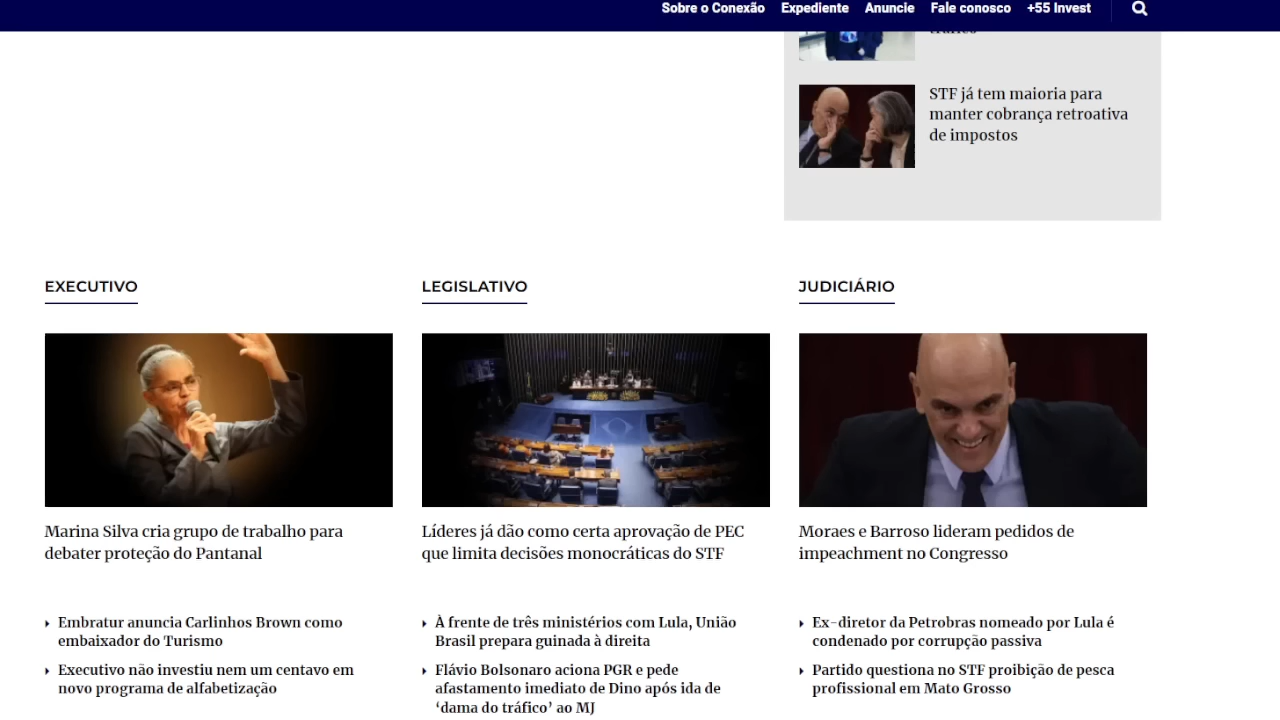 Sobre o Conexão Expediente Anuncie Fale conosco +55 Invest
tráfico
STF já tem maioria para
manter cobrança retroativa
de impostos
EXECUTIVO
Marina Silva cria grupo de trabalho para
debater proteção do Pantanal
Embratur anuncia Carlinhos Brown como
embaixador do Turismo
Executivo não investiu nem um centavo em
novo programa de alfabetização
LEGISLATIVO
Líderes já dão como certa aprovação de PEC
que limita decisões monocráticas do STF
À frente de três ministérios com Lula, União
Brasil prepara guinada à direita
Flávio Bolsonaro aciona PGR e pede
afastamento imediato de Dino após ida de
‘dama do tráfico’ ao MJ
JUDICIÁRIO
Moraes e Barroso lideram pedidos de
impeachment no Congresso
Ex-diretor da Petrobras nomeado por Lula é
condenado por corrupção passiva
Partido questiona no STF proibição de pesca
profissional em Mato Grosso